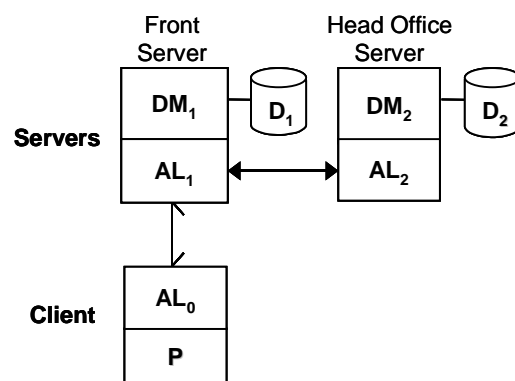 Front
Server
Head Office
Server
DM1
D1
DM2
D2
Servers
AL1
AL2
AL0
Client
P